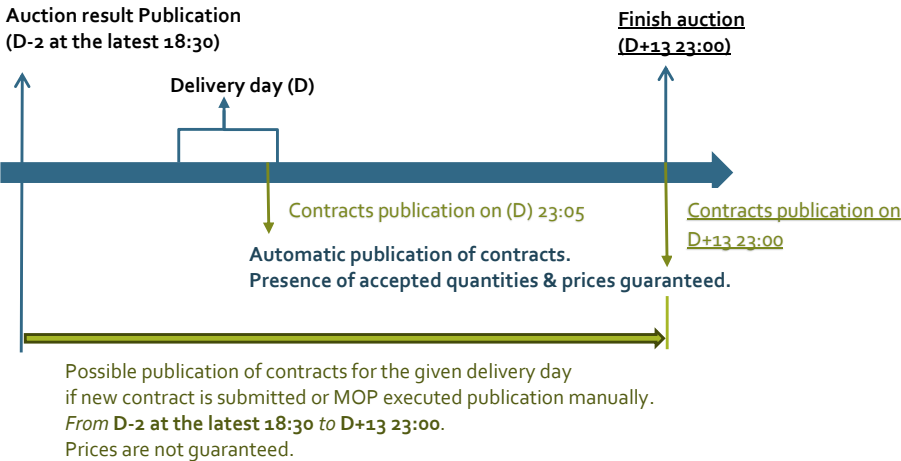 Auction result Publication
(D-2 at the latest 18:30)
Finish auction
(D+13 23:00)
Delivery day (D)
Contracts publication on (D) 23:05
Contracts publication on
D+13 23:00
Automatic publication of contracts.
Presence of accepted quantities & prices guaranteed.
Possible publication of contracts for the given delivery day
if new contract is submitted or MOP executed publication manually.
From D-2 at the latest 18:30 to D+13 23:00.
Prices are not guaranteed.